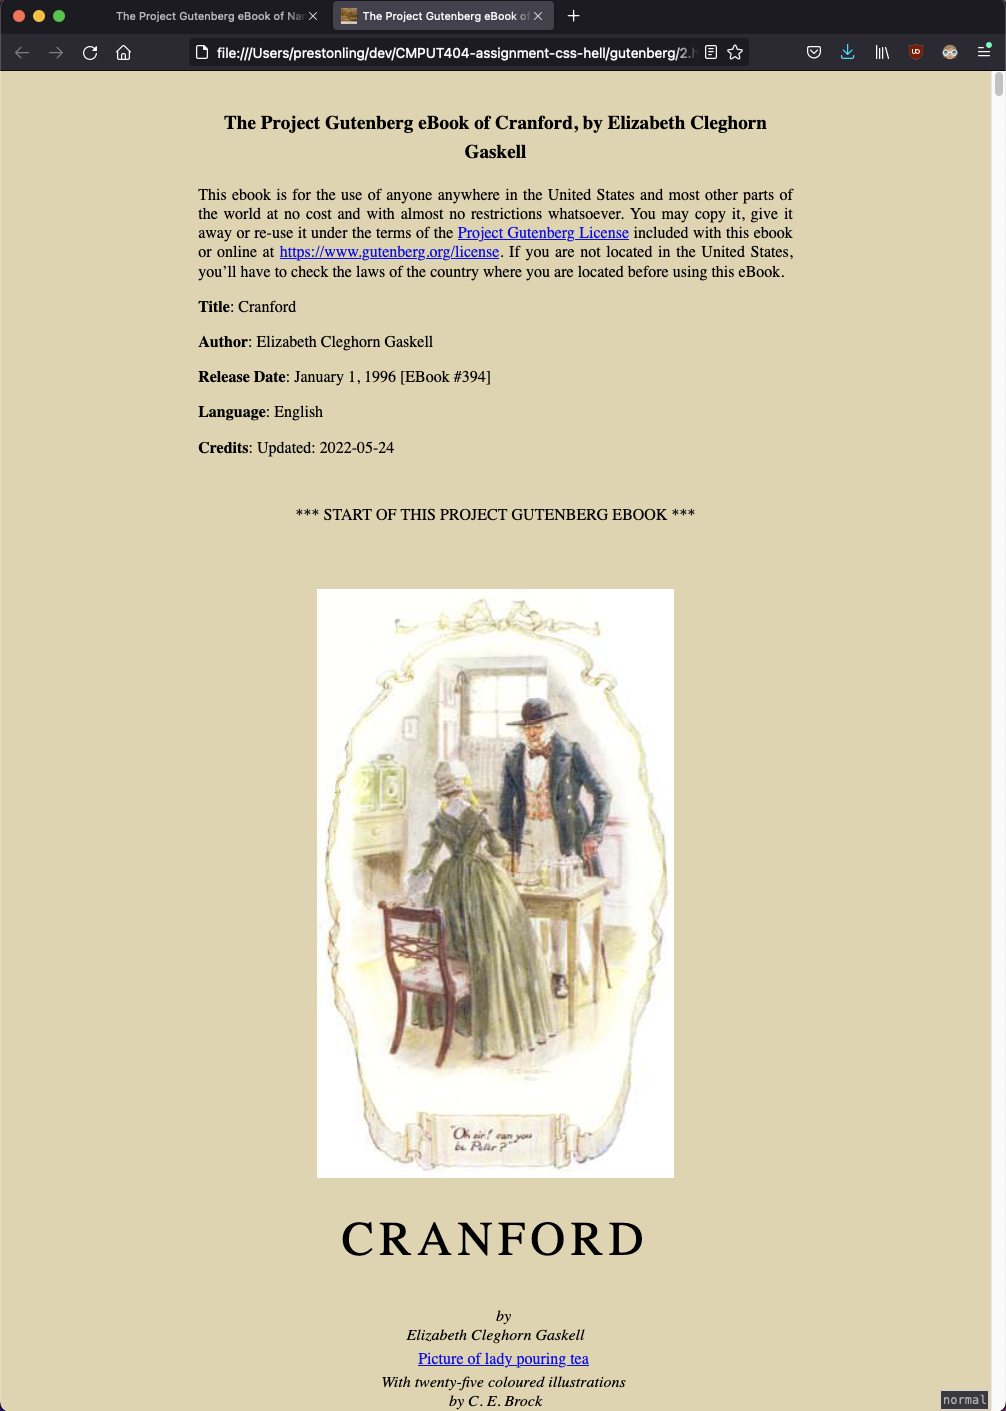 The Project Gutenberg eBook of Nar
The Project Gutenberg eBook of
file:///Users/prestonling/dev/CMPUT404-assignment-css-hell/gutenberg/2.h
The Project Gutenberg eBook of Cranford, by Elizabeth Cleghorn
Gaskell
This ebook is for the use of anyone anywhere in the United States and most other parts of
the world at no cost and with almost no restrictions whatsoever. You may copy it, give it
away or re-use it under the terms of the Project Gutenberg License included with this ebook
or online at https://www.gutenberg.org/license. If you are not located in the United States,
you’ll have to check the laws of the country where you are located before using this eBook.
Title: Cranford
Author: Elizabeth Cleghorn Gaskell
Release Date: January 1, 1996 [EBook #394]
Language: English
Credits: Updated: 2022-05-24
*** START OF THIS PROJECT GUTENBERG EBOOK ***
"Oh sir! can you
be Peter?"
CRANFORD
by
Elizabeth Cleghorn Gaskell
Picture of lady pouring tea
With twenty-five coloured illustrations
by C. E. Brock
normal